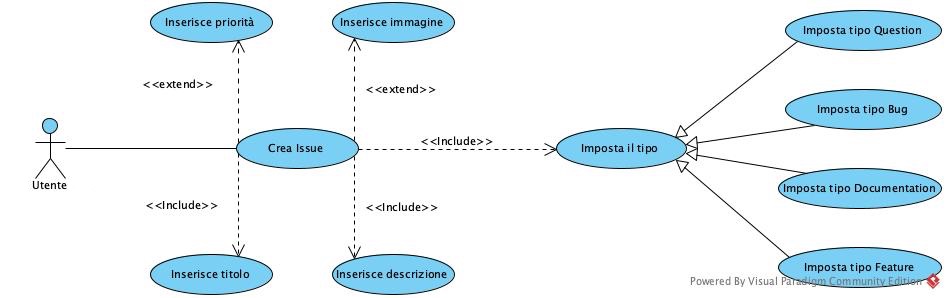 Inserisce priorità
Inserisce immagine
Imposta tipo Question
<<extend>>
<<extend>>
Imposta tipo Bug
Crea Issue
<<Include>>
Imposta il tipo
Utente
Imposta tipo Documentation
<<Include>>
<<Include>>
Inserisce titolo
Inserisce descrizione
Imposta tipo Feature
Powered By Visual Paradigm Community Edition